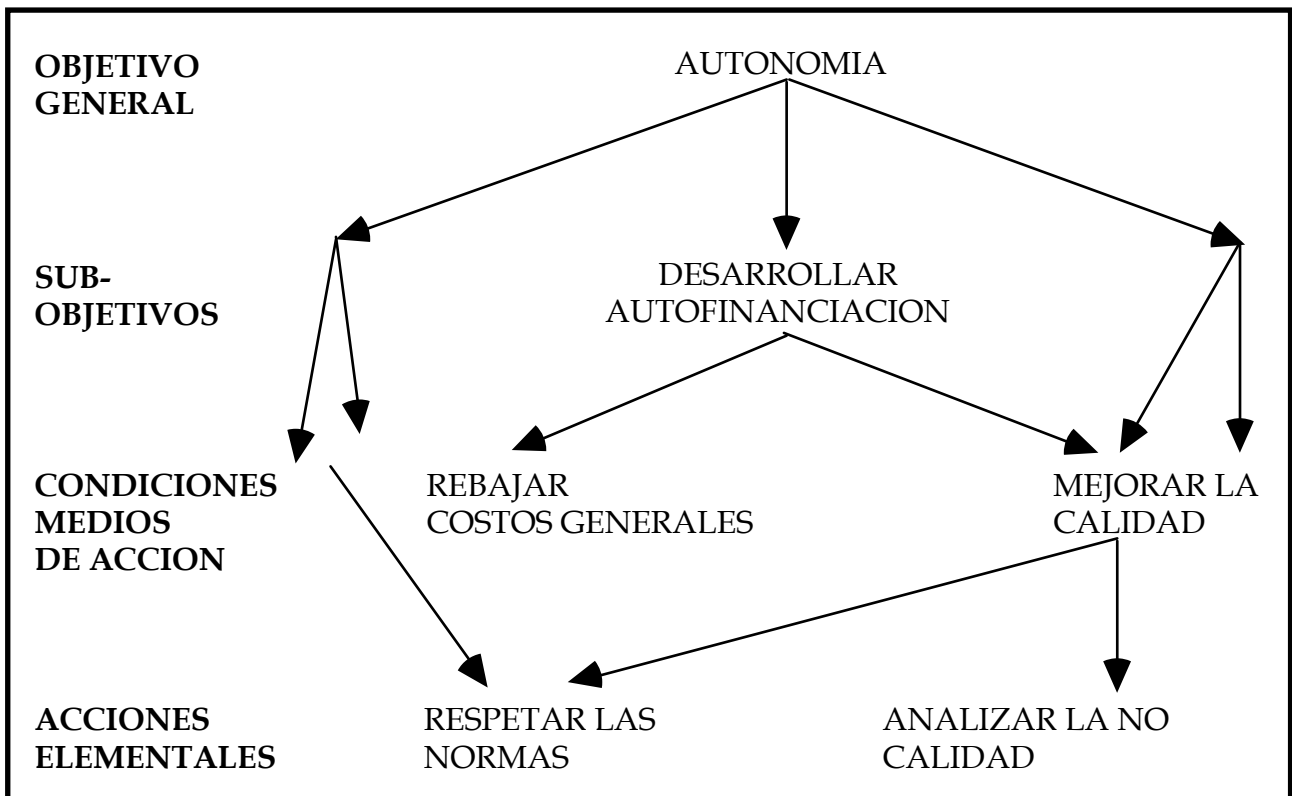 OBJETIVO
GENERAL
AUTONOMIA
SUB-
OBJETIVOS
DESARROLLAR
AUTOFINANCIACION
CONDICIONES
MEDIOS
DE ACCION
REBAJAR
COSTOS GENERALES
MEJORAR LA
CALIDAD
ACCIONES
ELEMENTALES
RESPETAR LAS
NORMAS
ANALIZAR LA NO
CALIDAD